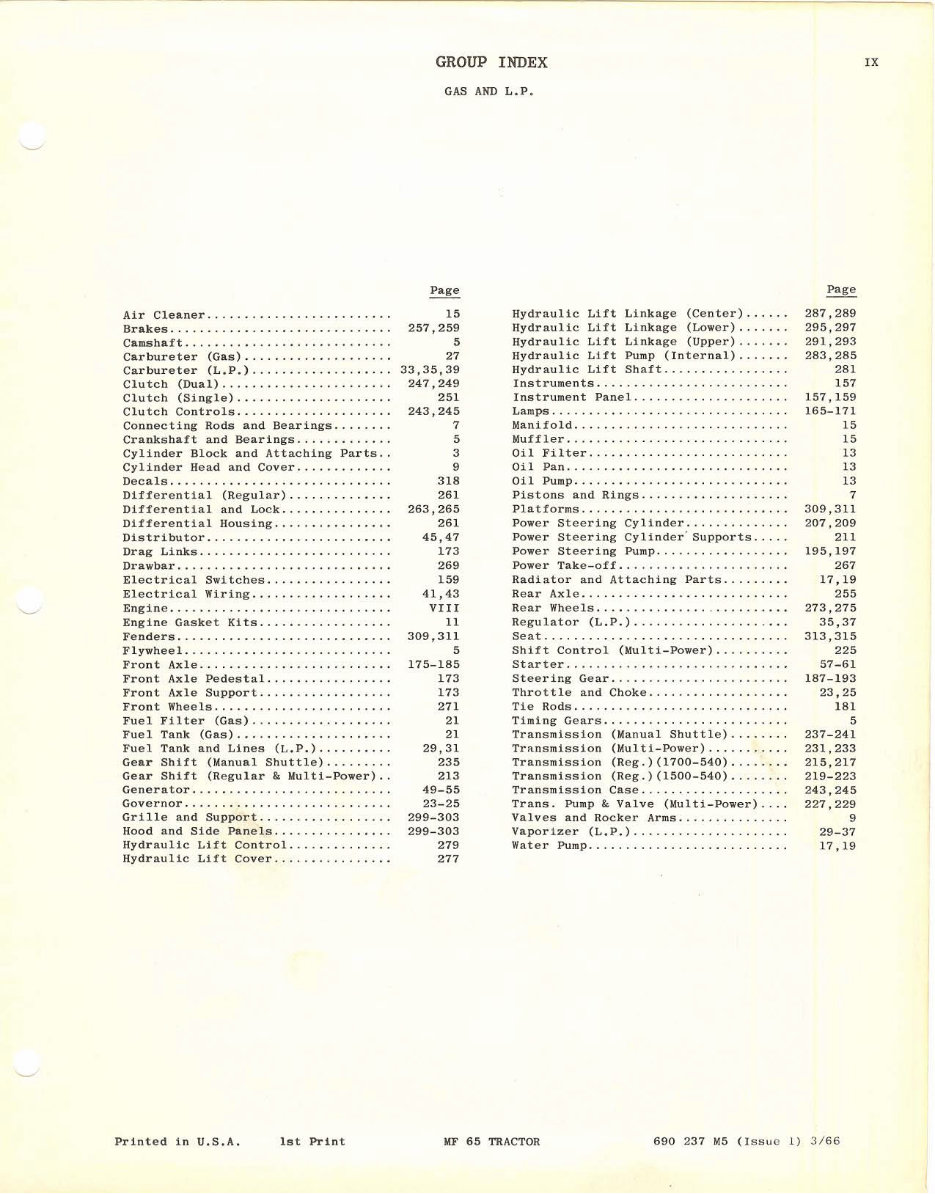 GROUP INDEX
IX
GAS AND L.P.
Page
Air Cleaner......................... 15
Brakes.............................. 257,259
Camshaft............................ 5
Carbureter (Gas).................... 27
Carbureter (L.P.)................... 33,35,39
Clutch (Dual)....................... 247,249
Clutch (Single)..................... 251
Clutch Controls..................... 243,245
Connecting Rods and Bearings........ 7
Crankshaft and Bearings............. 5
Cylinder Block and Attaching Parts.. 3
Cylinder Head and Cover............. 9
Decals.............................. 318
Differential (Regular).............. 261
Differential and Lock............... 263,265
Differential Housing................ 261
Distributor......................... 45,47
Drag Links.......................... 173
Drawbar............................. 269
Electrical Switches................. 159
Electrical Wiring................... 41,43
Engine.............................. VIII
Engine Gasket Kits.................. 11
Fenders............................. 309,311
Flywheel............................ 5
Front Axle.......................... 175-185
Front Axle Pedestal................. 173
Front Axle Support.................. 173
Front Wheels........................ 271
Fuel Filter (Gas)................... 21
Fuel Tank (Gas)..................... 21
Fuel Tank and Lines (L.P.).......... 29,31
Gear Shift (Manual Shuttle)......... 235
Gear Shift (Regular & Multi-Power).. 213
Generator........................... 49-55
Governor............................ 23-25
Grille and Support.................. 299-303
Hood and Side Panels................ 299-303
Hydraulic Lift Control.............. 279
Hydraulic Lift Cover................ 277
Page
Hydraulic Lift Linkage (Center)...... 287,289
Hydraulic Lift Linkage (Lower)....... 295,297
Hydraulic Lift Linkage (Upper)....... 291,293
Hydraulic Lift Pump (Internal)....... 283,285
Hydraulic Lift Shaft................. 281
Instruments.......................... 157
Instrument Panel..................... 157,159
Lamps................................ 165-171
Manifold............................. 15
Muffler.............................. 15
Oil Filter........................... 13
Oil Pan.............................. 13
Oil Pump............................. 13
Pistons and Rings.................... 7
Platforms............................ 309,311
Power Steering Cylinder.............. 207,209
Power Steering Cylinder Supports..... 211
Power Steering Pump.................. 195,197
Power Take-off....................... 267
Radiator and Attaching Parts......... 17,19
Rear Axle............................ 255
Rear Wheels.......................... 273,275
Regulator (L.P.)..................... 35,37
Seat................................. 313,315
Shift Control (Multi-Power).......... 225
Starter.............................. 57-61
Steering Gear........................ 187-193
Throttle and Choke................... 23,25
Tie Rods............................. 181
Timing Gears......................... 5
Transmission (Manual Shuttle)........ 237-241
Transmission (Multi-Power)........... 231,233
Transmission (Reg.)(1700-540)........ 215,217
Transmission (Reg.)(1500-540)........ 219-223
Transmission Case.................... 243,245
Trans. Pump & Valve (Multi-Power).... 227,229
Valves and Rocker Arms............... 9
Vaporizer (L.P.)..................... 29-37
Water Pump........................... 17,19
Printed in U.S.A. 1st Print MF 65 TRACTOR 690 237 M5 (Issue 1) 3/66